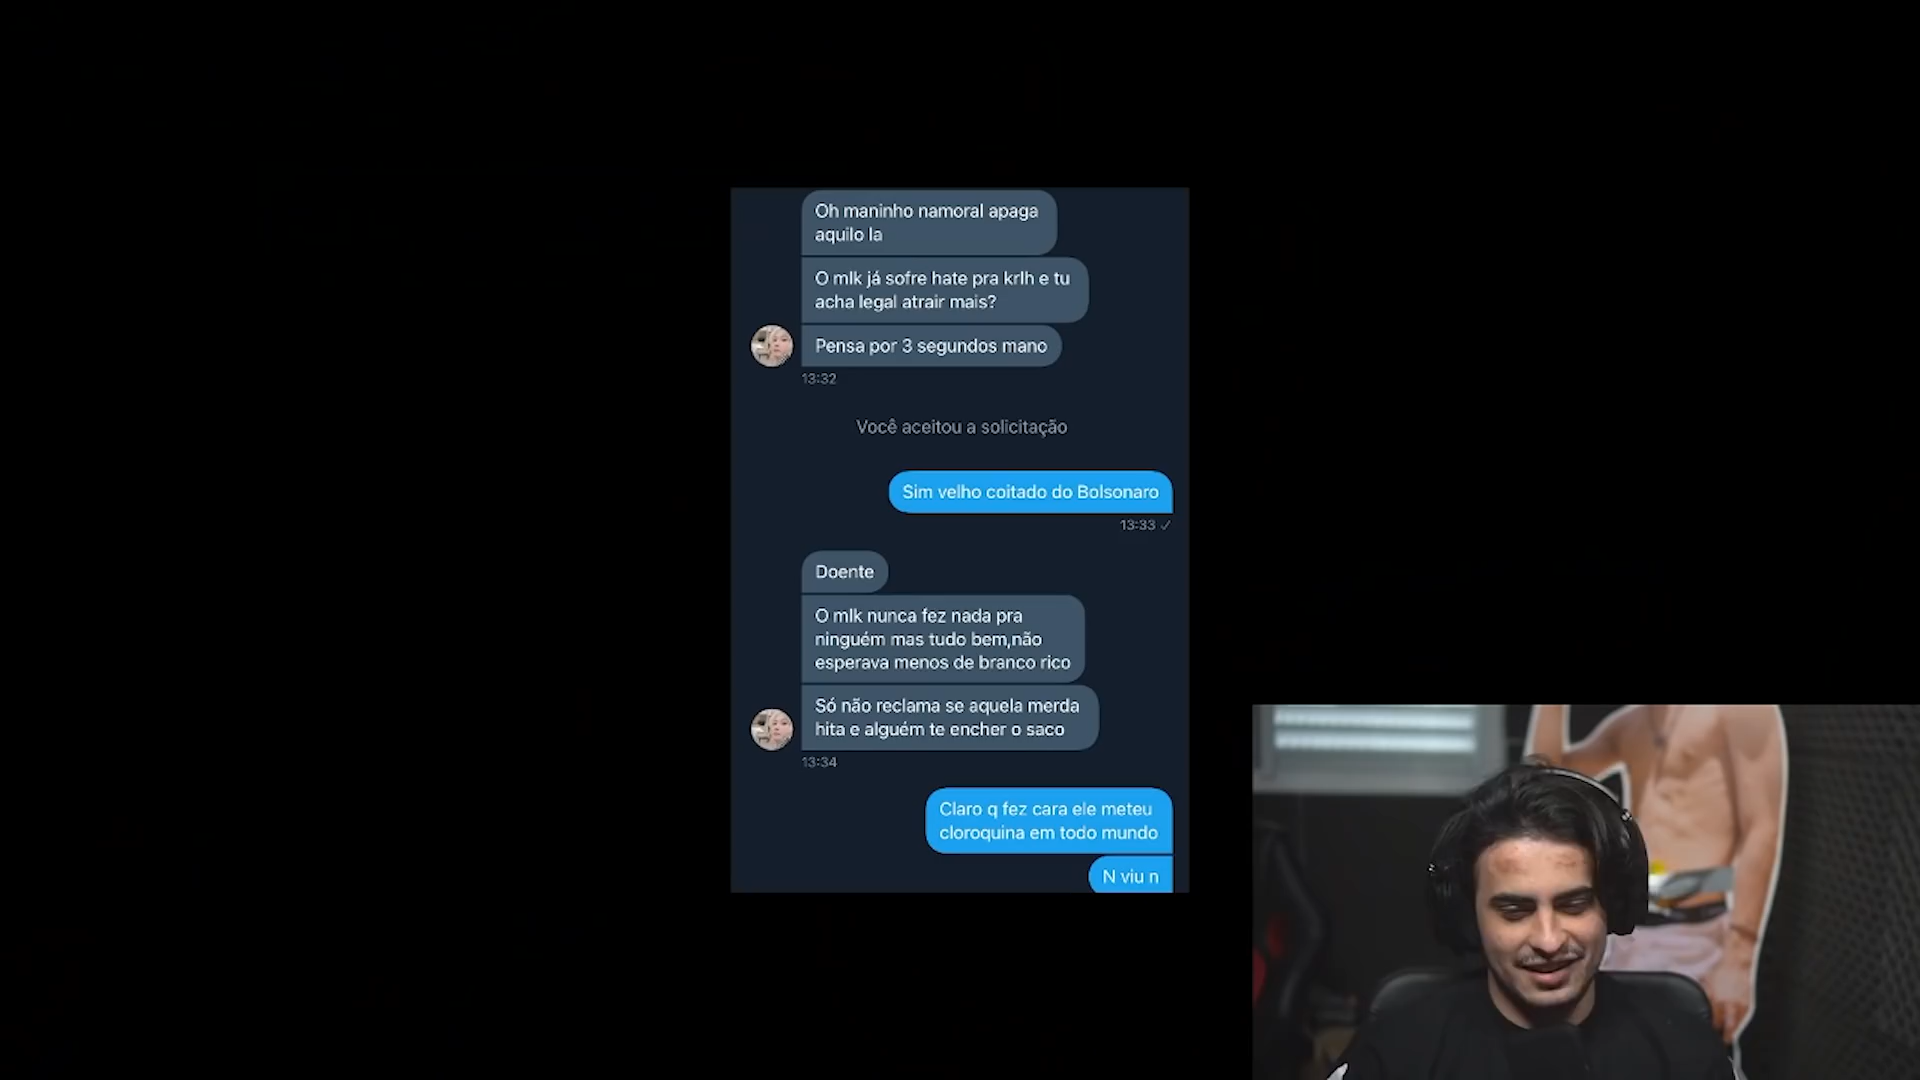 Oh maninho namoral apaga
aquilo la
O mlk já sofre hate pra krlh e tu
acha legal atrair mais?
Pensa por 3 segundos mano
13:32
Você aceitou a solicitação
Sim velho coitado do Bolsonaro
13:33 ✓
Doente
O mlk nunca fez nada pra
ninguém mas tudo bem,não
esperava menos de branco rico
Só não reclama se aquela merda
hita e alguém te encher o saco
13:34
Claro q fez cara ele meteu
cloroquina em todo mundo
N viu n